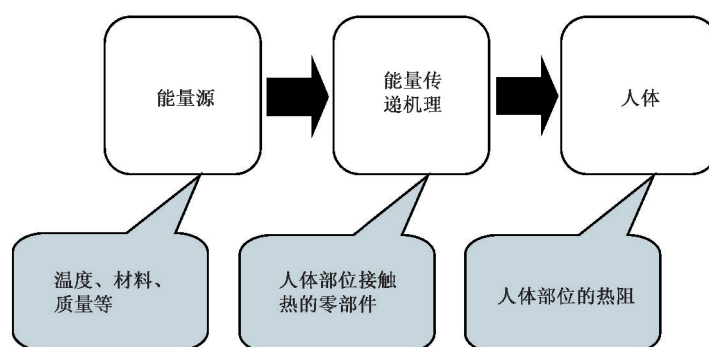 能量源
能量传
递机理
人体
温度、材料、
质量等
人体部位接触
热的零部件
人体部位的热阻